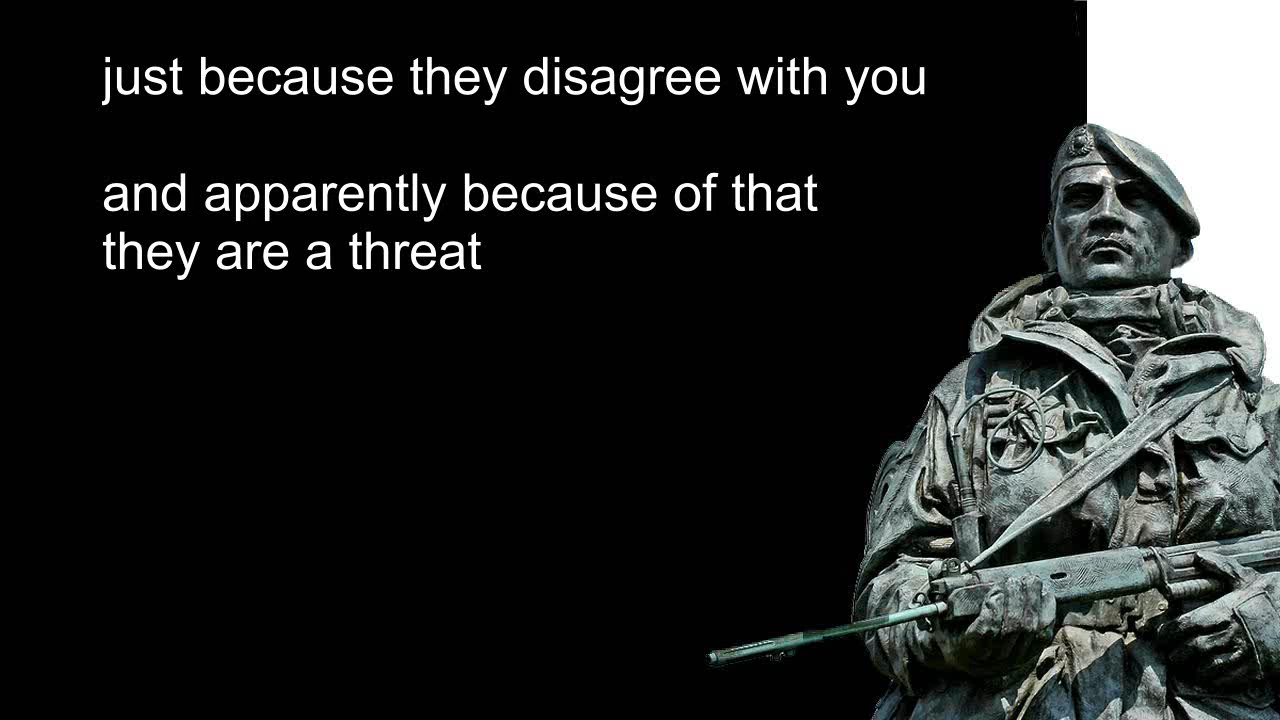 just because they disagree with you
and apparently because of that
they are a threat